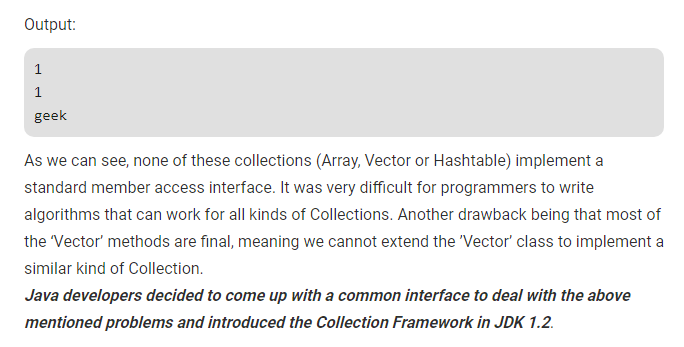 Output:
1
1
geek
As we can see, none of these collections (Array, Vector or Hashtable) implement a
standard member access interface. It was very difficult for programmers to write
algorithms that can work for all kinds of Collections. Another drawback being that most of
the ‘Vector’ methods are final, meaning we cannot extend the ’Vector’ class to implement a
similar kind of Collection.
Java developers decided to come up with a common interface to deal with the above
mentioned problems and introduced the Collection Framework in JDK 1.2.